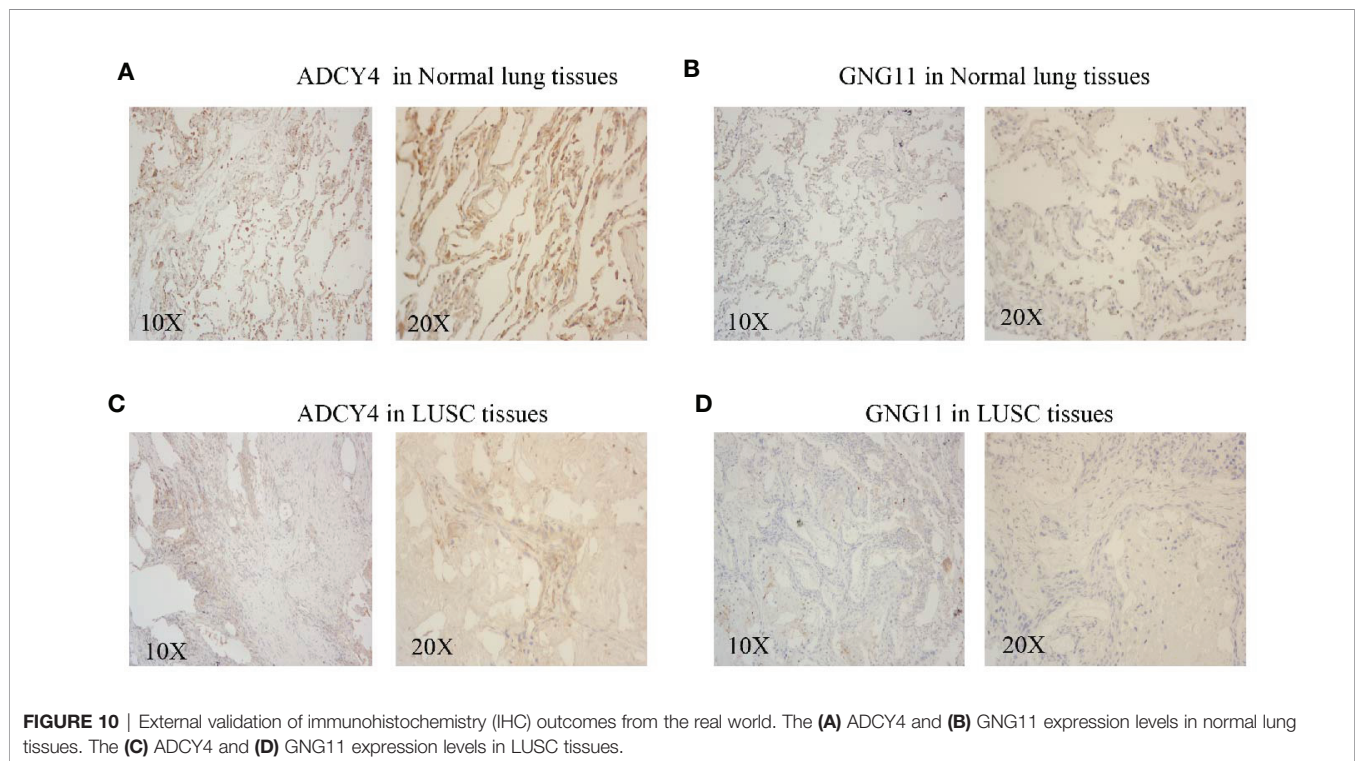 A
ADCY4 in Normal lung tissues
B
GNG11 in Normal lung tissues
10X
20X
10X
20X
C
ADCY4 in LUSC tissues
D
GNG11 in LUSC tissues
10X
20X
10X
20X
FIGURE 10 | External validation of immunohistochemistry (IHC) outcomes from the real world. The (A) ADCY4 and (B) GNG11 expression levels in normal lung
tissues. The (C) ADCY4 and (D) GNG11 expression levels in LUSC tissues.